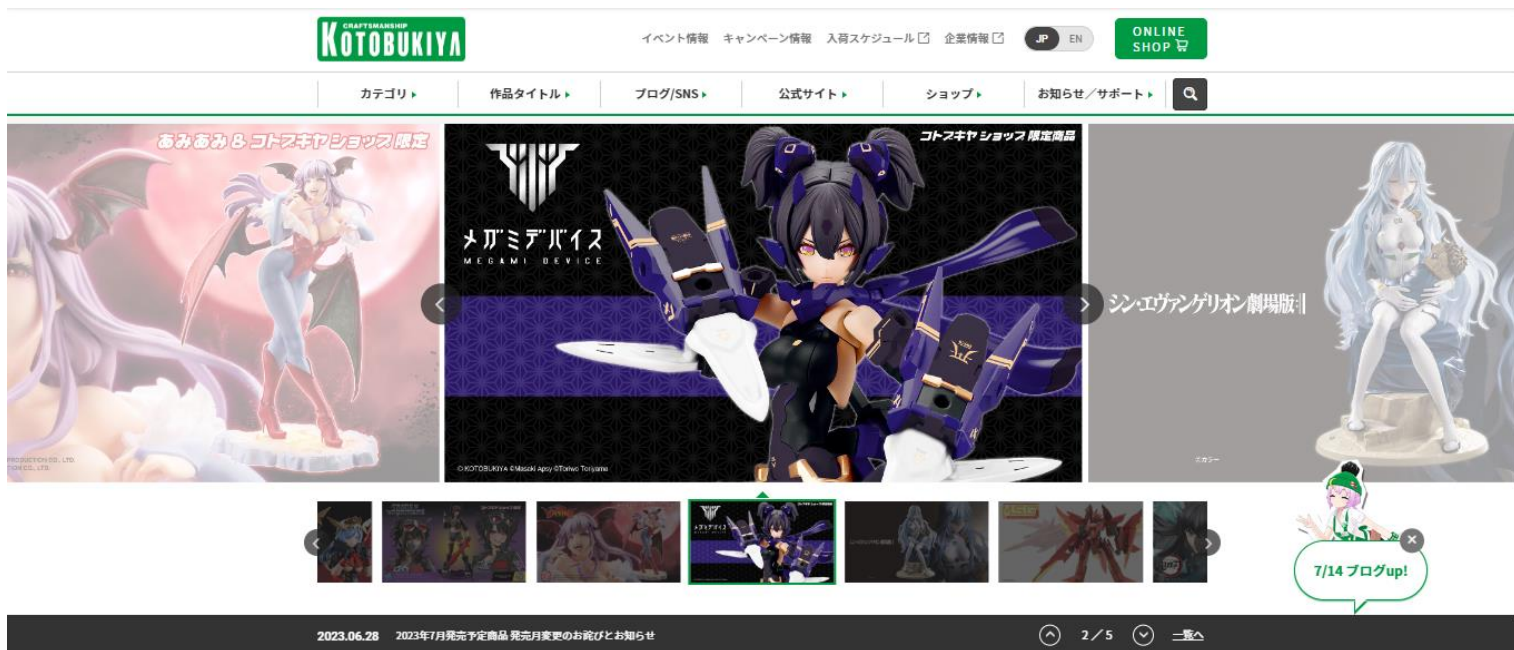 CRAFTSMANSHIP
KOTOBUKIYA
イベント情報 キャンペーン情報 入荷スケジュール 企業情報 JP EN
ONLINE
SHOP
カテゴリ 作品タイトル ブログ/SNS 公式サイト ショップ お知らせ/サポート
あみあみ & コトブキヤショップ 限定
コトブキヤショップ 限定商品
メガミデバイス
MEGAMI DEVICE
シン・エヴァンゲリオン劇場版𝄇
© KOTOBUKIYA ©Masaki Apsy ©Toriwo Toriyama
©カラー
7/14 ブログup!
2023.06.28 2023年7月発売予定商品 発売月変更のお詫びとお知らせ 2/5 一覧へ